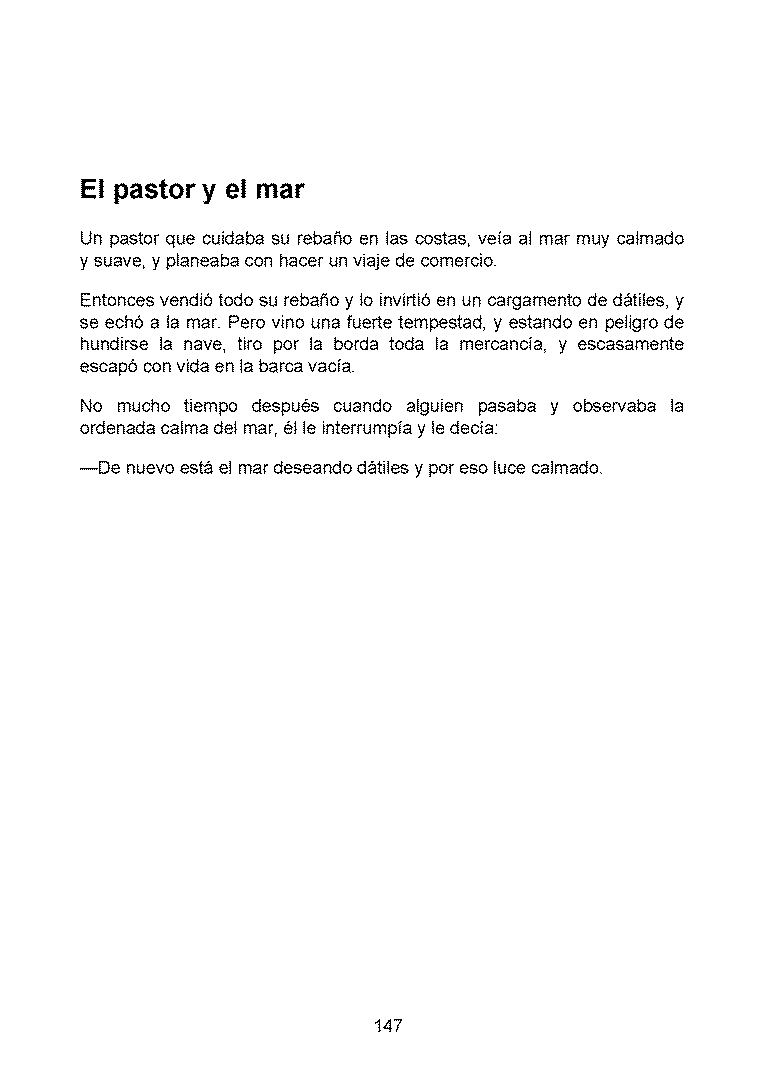 El pastor y el mar
Un pastor que cuidaba su rebaño en las costas, veía al mar muy calmado
y suave, y planeaba con hacer un viaje de comercio.
Entonces vendió todo su rebaño y lo invirtió en un cargamento de dátiles, y
se echó a la mar. Pero vino una fuerte tempestad, y estando en peligro de
hundirse la nave, tiro por la borda toda la mercancía, y escasamente
escapó con vida en la barca vacía.
No mucho tiempo después cuando alguien pasaba y observaba la
ordenada calma del mar, él le interrumpía y le decía:
—De nuevo está el mar deseando dátiles y por eso luce calmado.
147